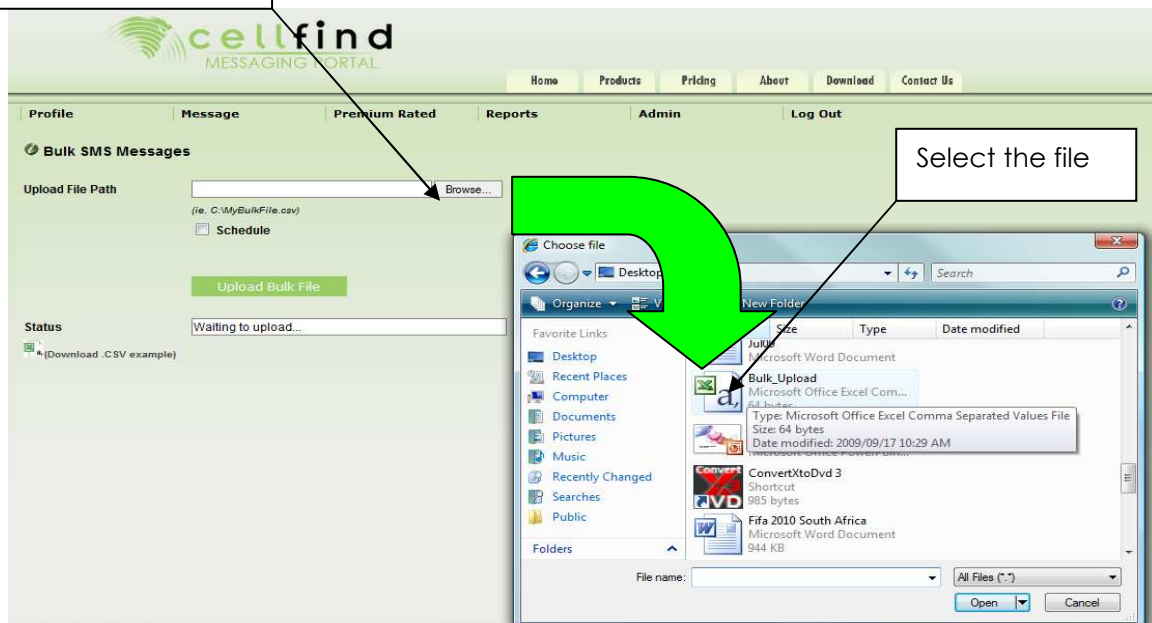 cellfind
MESSAGING PORTAL
Home Products Pricing About Download Contact Us
Profile Message Premium Rated Reports Admin Log Out
Bulk SMS Messages
Select the file
Upload File Path
Browse...
(ie. C:\MyBulkFile.csv)
Schedule
Upload Bulk File
Status
Waiting to upload...
(Download .CSV example)
Choose file
Desktop
Search
Organize
New Folder
Favorite Links
Size Type Date modified
Desktop
Recent Places
Computer
Documents
Pictures
Music
Recently Changed
Searches
Public
Folders
Jul09
Microsoft Word Document
Bulk_Upload
Microsoft Office Excel Com...
64 bytes
Type: Microsoft Office Excel Comma Separated Values File
Size: 64 bytes
Date modified: 2009/09/17 10:29 AM
Microsoft Office PowerPoin...
ConvertXtoDvd 3
Shortcut
985 bytes
Fifa 2010 South Africa
Microsoft Word Document
944 KB
File name:
All Files (*.*)
Open Cancel